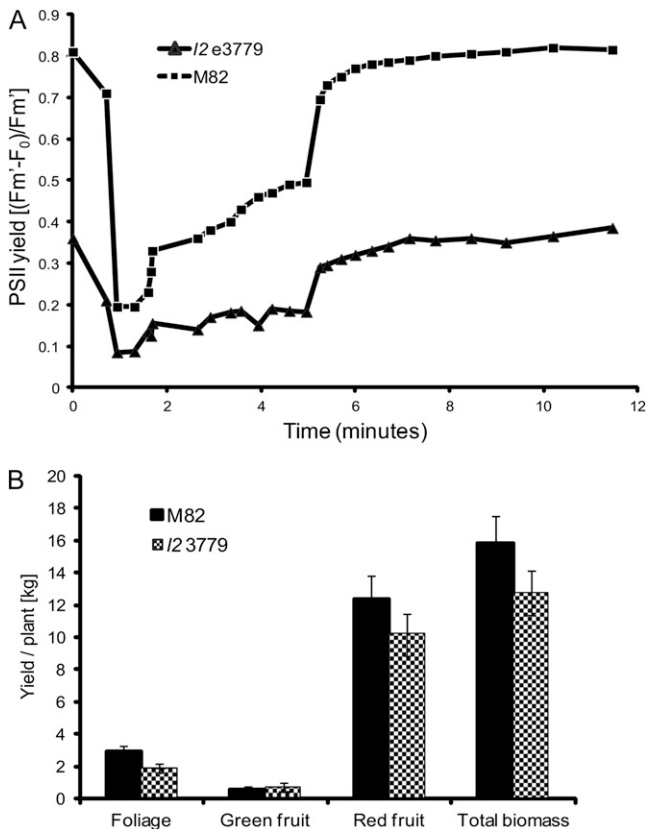 A
PSII yield [(Fm'-F0)/Fm']
0.9
0.8
0.7
0.6
0.5
0.4
0.3
0.2
0.1
0
l2 e3779
M82
0 2 4 6 8 10 12
Time (minutes)
B
Yield / plant [kg]
20
18
16
14
12
10
8
6
4
2
0
M82
l2 3779
Foliage Green fruit Red fruit Total biomass